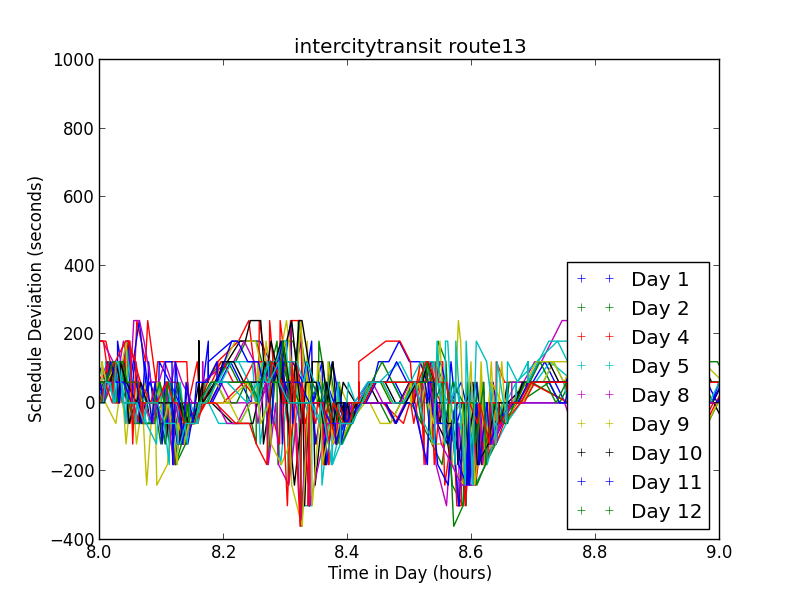 intercitytransit route13
1000
800
600
400
200
0
−200
−400
8.0 8.2 8.4 8.6 8.8 9.0
Schedule Deviation (seconds)
Time in Day (hours)
Day 1
Day 2
Day 4
Day 5
Day 8
Day 9
Day 10
Day 11
Day 12